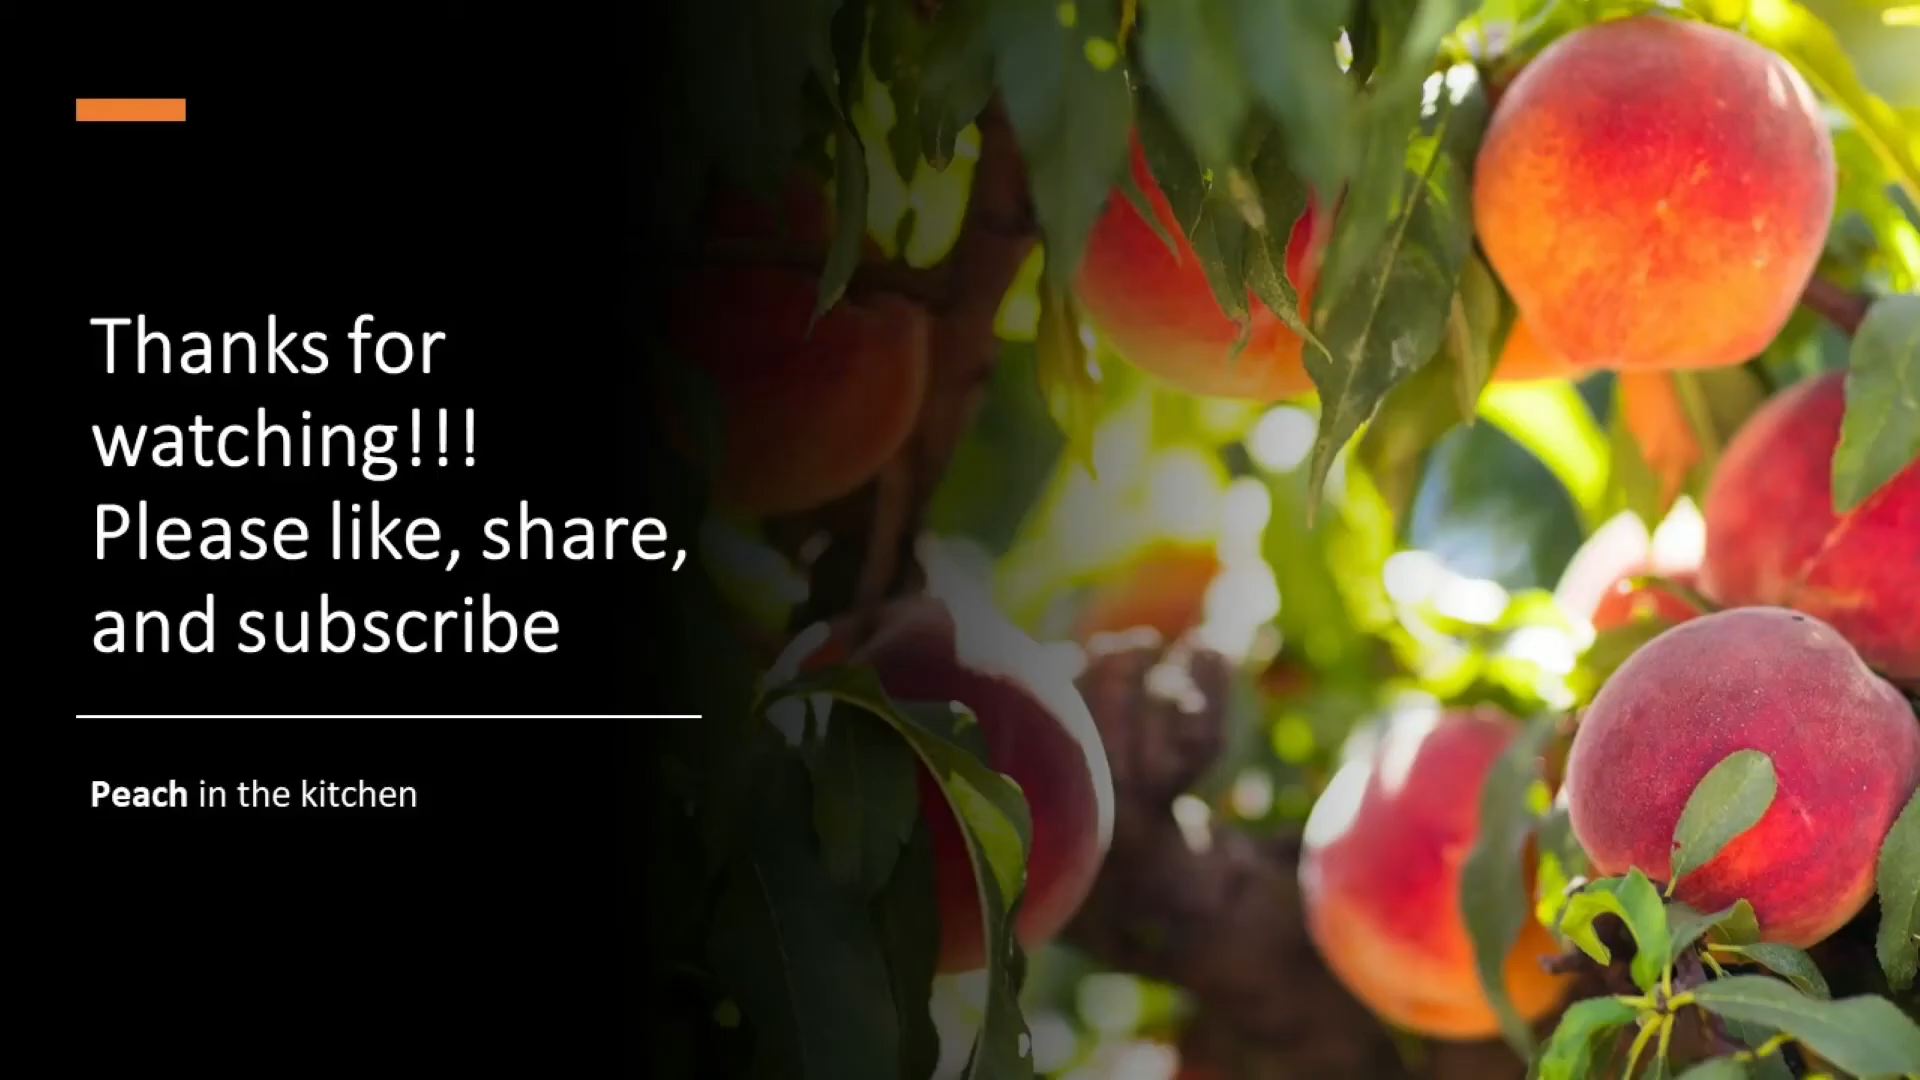 Thanks for
watching!!!
Please like, share,
and subscribe
Peach in the kitchen